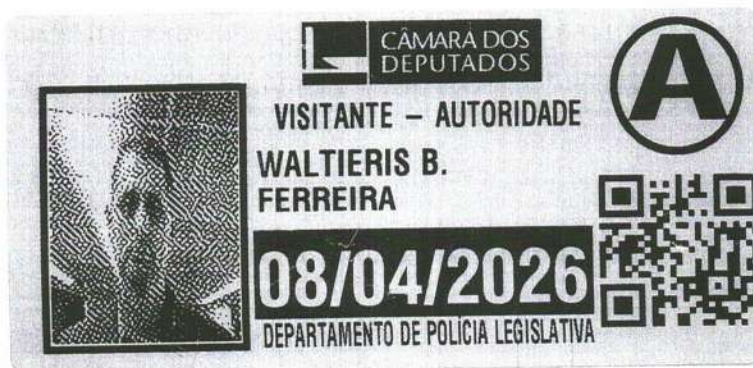 CÂMARA DOS
DEPUTADOS
A
VISITANTE – AUTORIDADE
WALTIERIS B.
FERREIRA
08/04/2026
DEPARTAMENTO DE POLÍCIA LEGISLATIVA